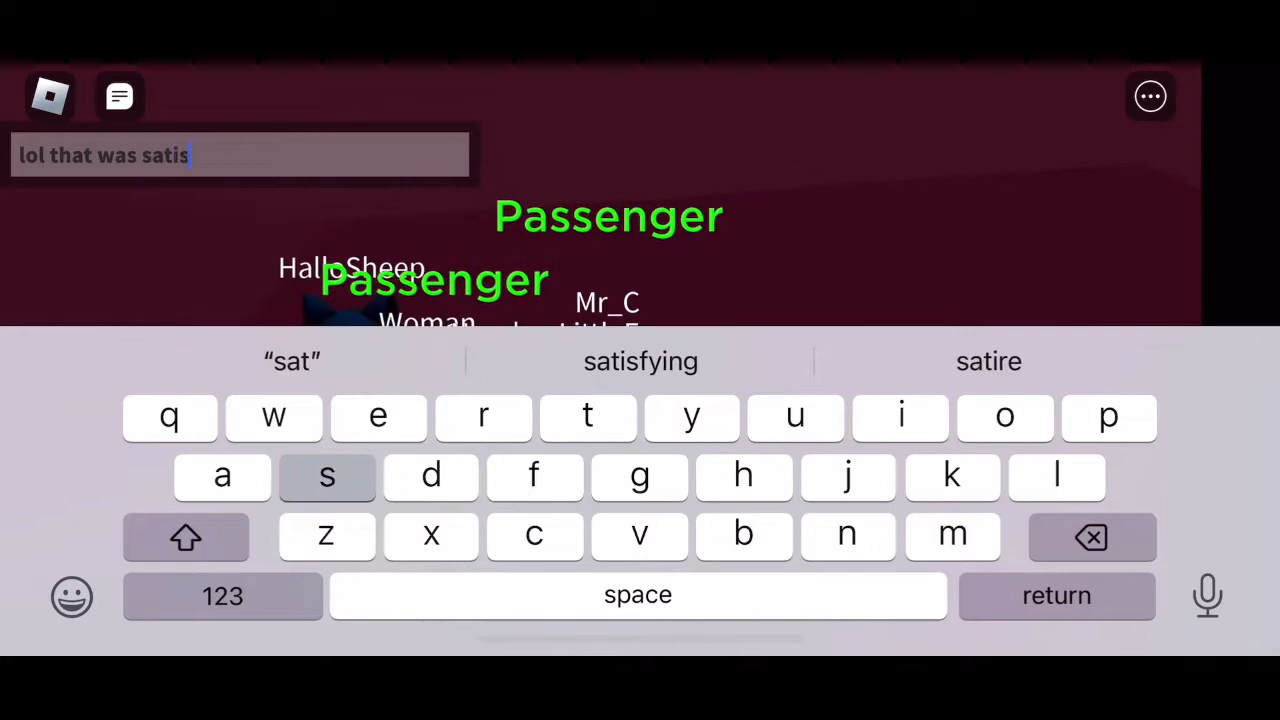 lol that was satis
Passenger
HalloSheep
Passenger
Mr_C
Woman
“sat”
satisfying
satire
q w e r t y u i o p
a s d f g h j k l
z x c v b n m
123
space
return